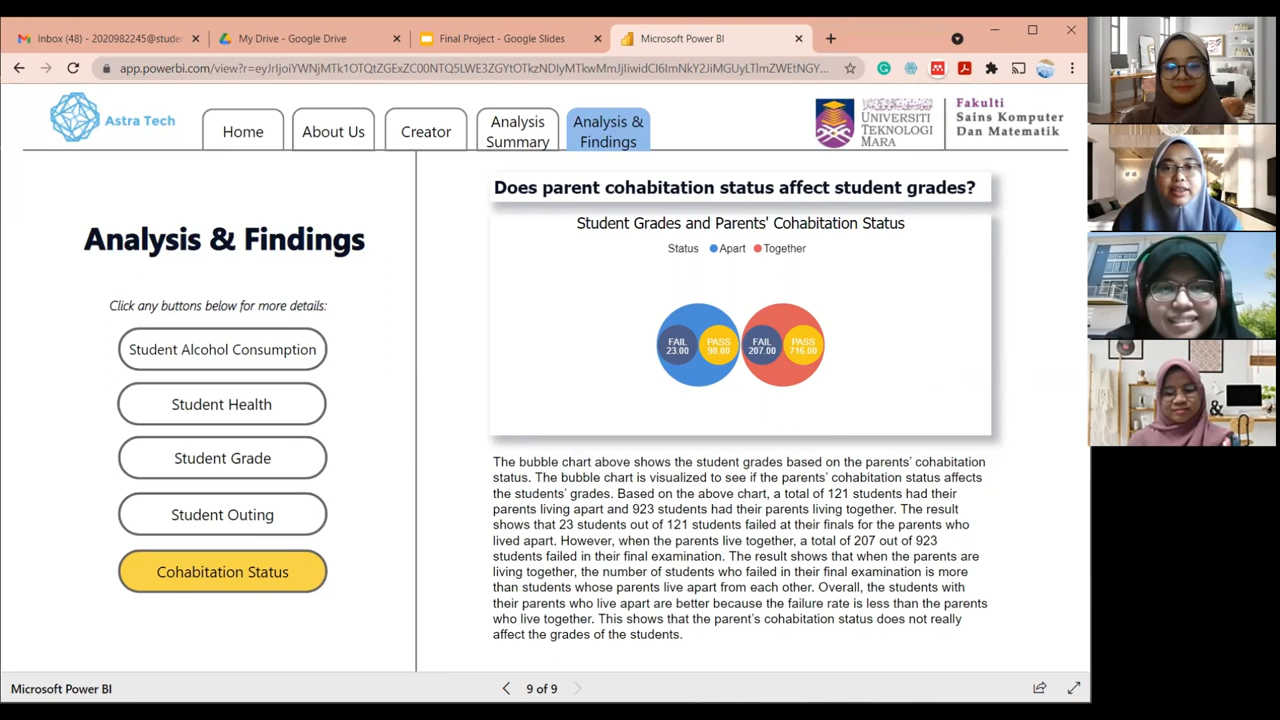 Inbox (48) - 2020982245@studer
My Drive - Google Drive
Final Project - Google Slides
Microsoft Power BI
Astra Tech
Home
About Us
Creator
Analysis
Summary
Analysis &
Findings
UNIVERSITI
TEKNOLOGI
MARA
Fakulti
Sains Komputer
Dan Matematik
Analysis & Findings
Click any buttons below for more details:
Student Alcohol Consumption
Student Health
Student Grade
Student Outing
Cohabitation Status
Does parent cohabitation status affect student grades?
Student Grades and Parents' Cohabitation Status
Status Apart Together
FAIL
23.00
PASS
98.00
FAIL
207.00
PASS
716.00
The bubble chart above shows the student grades based on the parents' cohabitation
status. The bubble chart is visualized to see if the parents' cohabitation status affects
the students' grades. Based on the above chart, a total of 121 students had their
parents living apart and 923 students had their parents living together. The result
shows that 23 students out of 121 students failed at their finals for the parents who
lived apart. However, when the parents live together, a total of 207 out of 923
students failed in their final examination. The result shows that when the parents are
living together, the number of students who failed in their final examination is more
than students whose parents live apart from each other. Overall, the students with
their parents who live apart are better because the failure rate is less than the parents
who live together. This shows that the parent's cohabitation status does not really
affect the grades of the students.
Microsoft Power BI
9 of 9